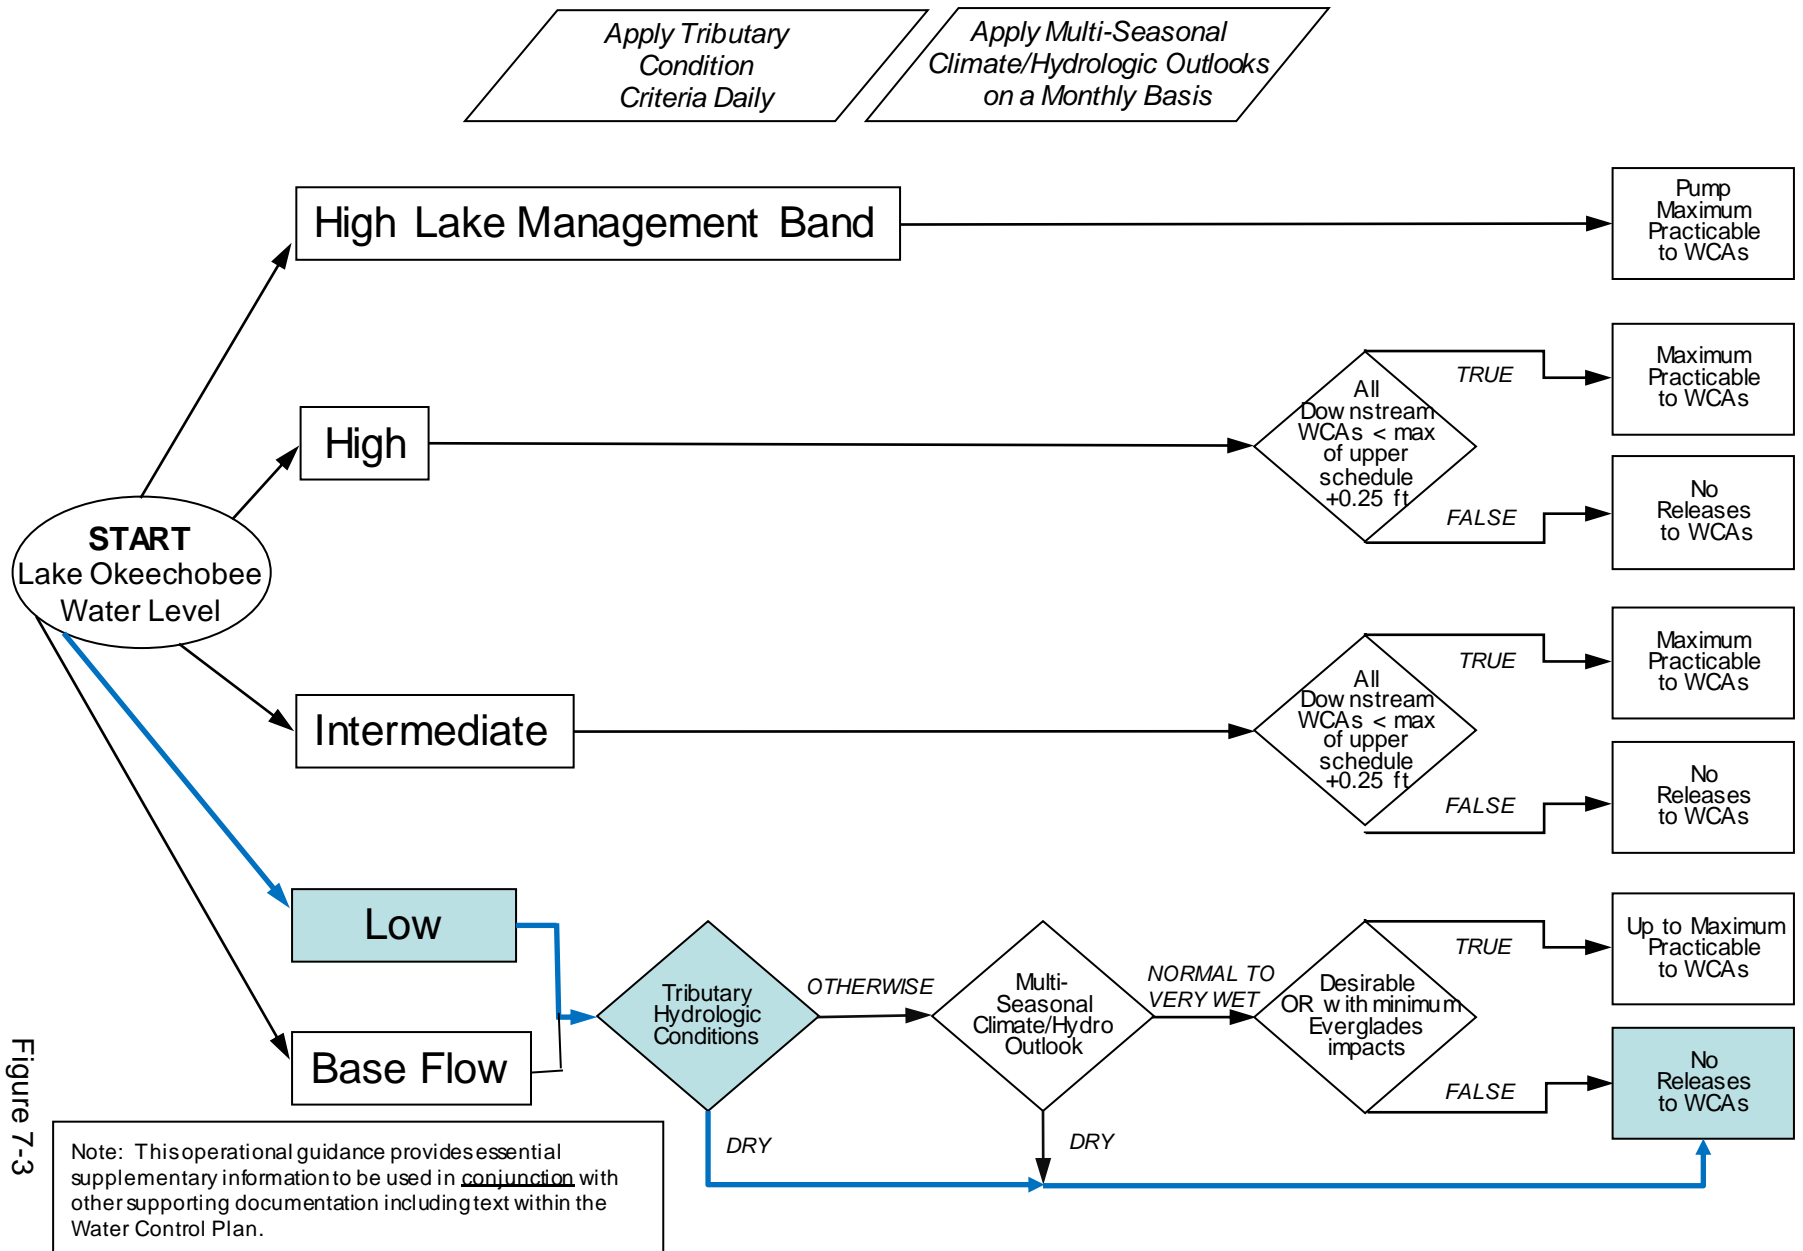 Apply Tributary
Condition
Criteria Daily
Apply Multi-Seasonal
Climate/Hydrologic Outlooks
on a Monthly Basis
High Lake Management Band
Pump
Maximum
Practicable
to WCAs
High
All
Downstream
WCAs < max
of upper
schedule
+0.25 ft
TRUE
Maximum
Practicable
to WCAs
FALSE
No
Releases
to WCAs
START
Lake Okeechobee
Water Level
Intermediate
All
Downstream
WCAs < max
of upper
schedule
+0.25 ft
TRUE
Maximum
Practicable
to WCAs
FALSE
No
Releases
to WCAs
Low
Base Flow
Tributary
Hydrologic
Conditions
OTHERWISE
DRY
Multi-
Seasonal
Climate/Hydro
Outlook
NORMAL TO
VERY WET
DRY
Desirable
OR with minimum
Everglades
impacts
TRUE
Up to Maximum
Practicable
to WCAs
FALSE
No
Releases
to WCAs
Note: This operational guidance provides essential
supplementary information to be used in conjunction with
other supporting documentation including text within the
Water Control Plan.
Figure 7-3